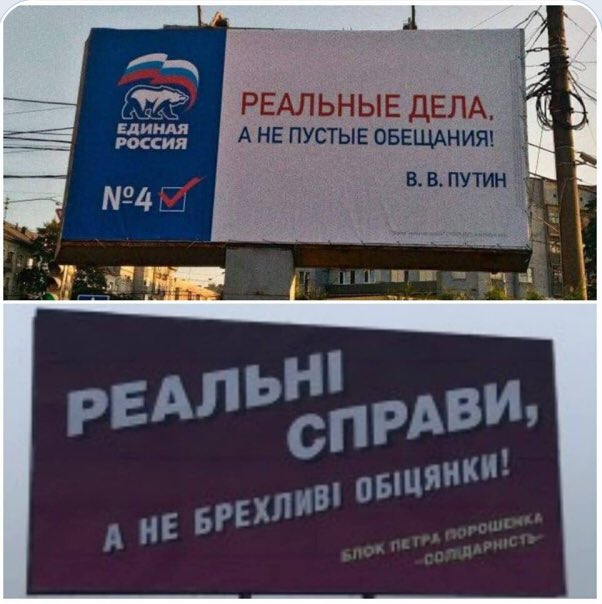 ЕДИНАЯ
РОССИЯ
№4
РЕАЛЬНЫЕ ДЕЛА,
А НЕ ПУСТЫЕ ОБЕЩАНИЯ!
В. В. ПУТИН
РЕАЛЬНІ
СПРАВИ,
А НЕ БРЕХЛИВІ ОБІЦЯНКИ!
БЛОК ПЕТРА ПОРОШЕНКА
–СОЛІДАРНІСТЬ–